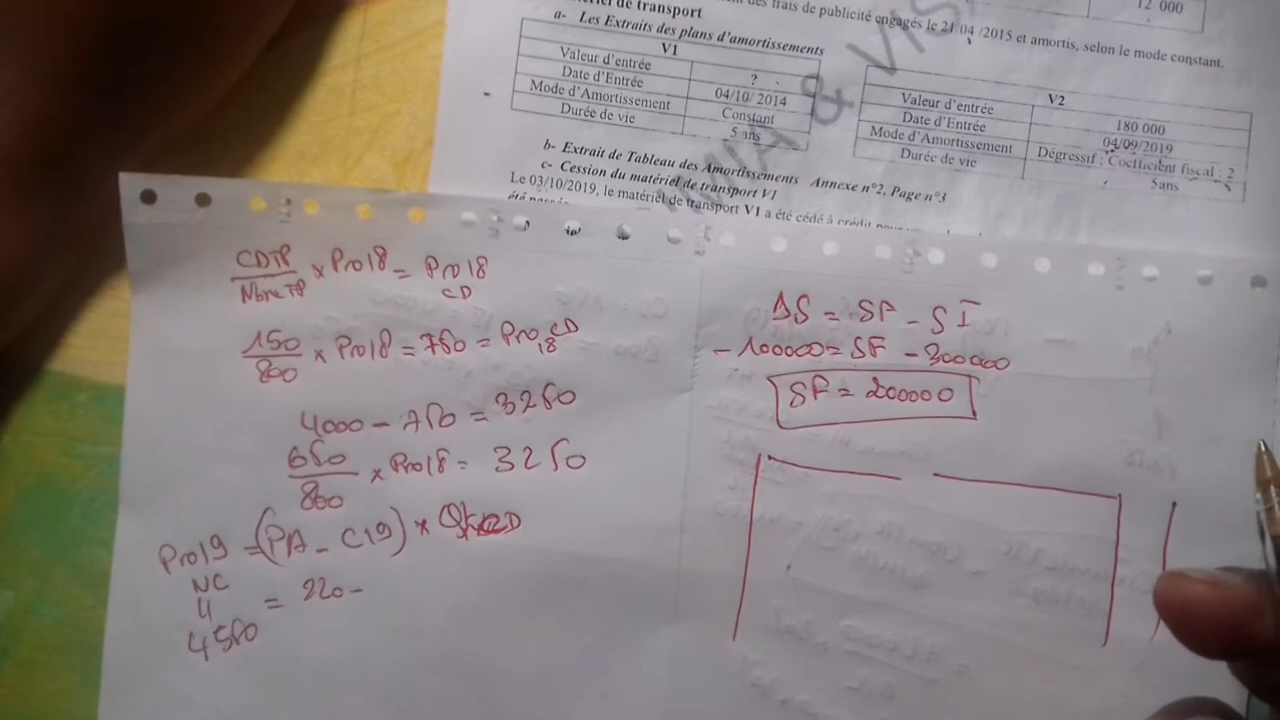 12 000
des frais de publicité engagés le 21/04 /2015 et amortis, selon le mode constant.
de transport
a- Les Extraits des plans d'amortissements
V1
Valeur d'entrée ?
Date d'Entrée 04/10/ 2014
Mode d'Amortissement Constant
Durée de vie 5 ans
V2
Valeur d'entrée 180 000
Date d'Entrée 04/09/2019
Mode d'Amortissement Dégressif : Coefficient fiscal : 2
Durée de vie 5ans
b- Extrait de Tableau des Amortissements Annexe n°2, Page n°3
c- Cession du matériel de transport V1
Le 03/10/2019, le matériel de transport V1 a été cédé à crédit pour
MIA & VIS
CDTP/Nbre TP × Pro18 = Pro18
CD
150/800 × Pro18 = 750 = Pro18 CD
4000 - 750 = 3250
650/800 × Pro18 = 3250
Pro19 = (PA - C19) ×
NC
4
= 220 -
4500
ΔS = SF - SI
- 100000 = SF - 300000
SF = 200000